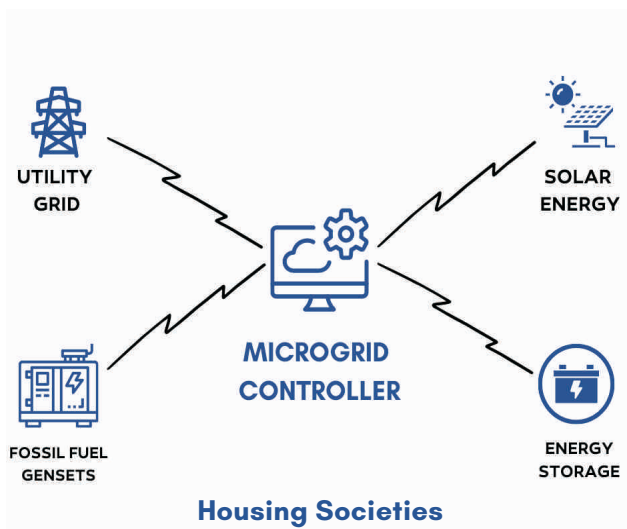 UTILITY
GRID
SOLAR
ENERGY
MICROGRID
CONTROLLER
FOSSIL FUEL
GENSETS
ENERGY
STORAGE
Housing Societies